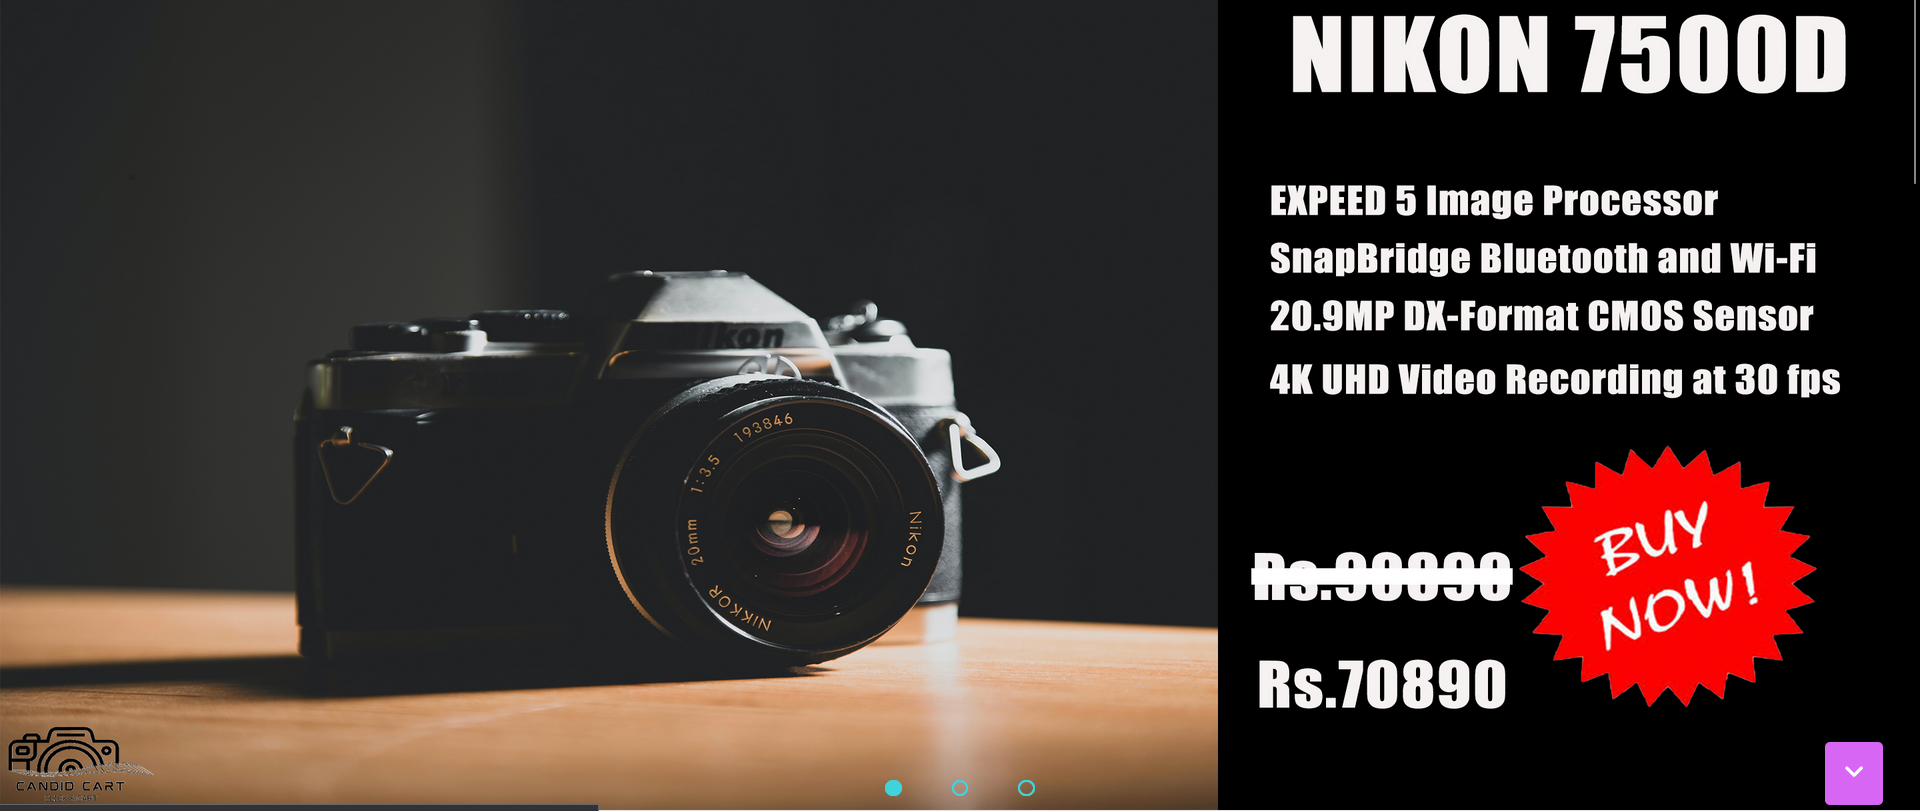 NIKON 7500D
EXPEED 5 Image Processor
SnapBridge Bluetooth and Wi-Fi
20.9MP DX-Format CMOS Sensor
4K UHD Video Recording at 30 fps
Rs.90890
BUY
NOW!
Rs.70890
kon
193846
1:3.5
20mm
NIKKOR
Nikon
CANDID CART